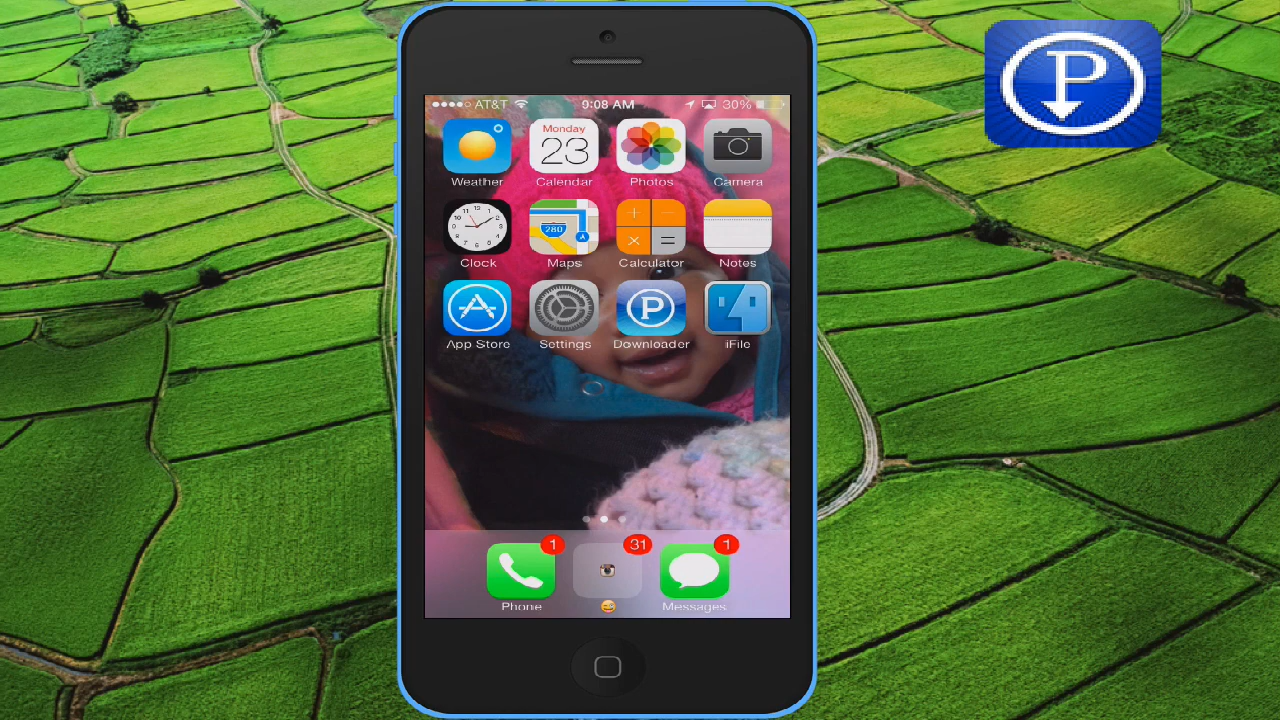 AT&T 9:08 AM 30%
Monday
23
P
Weather Calendar Photos Camera
12
280
Clock Maps Calculator Notes
P
App Store Settings Downloader iFile
1 31 1
Phone Messages